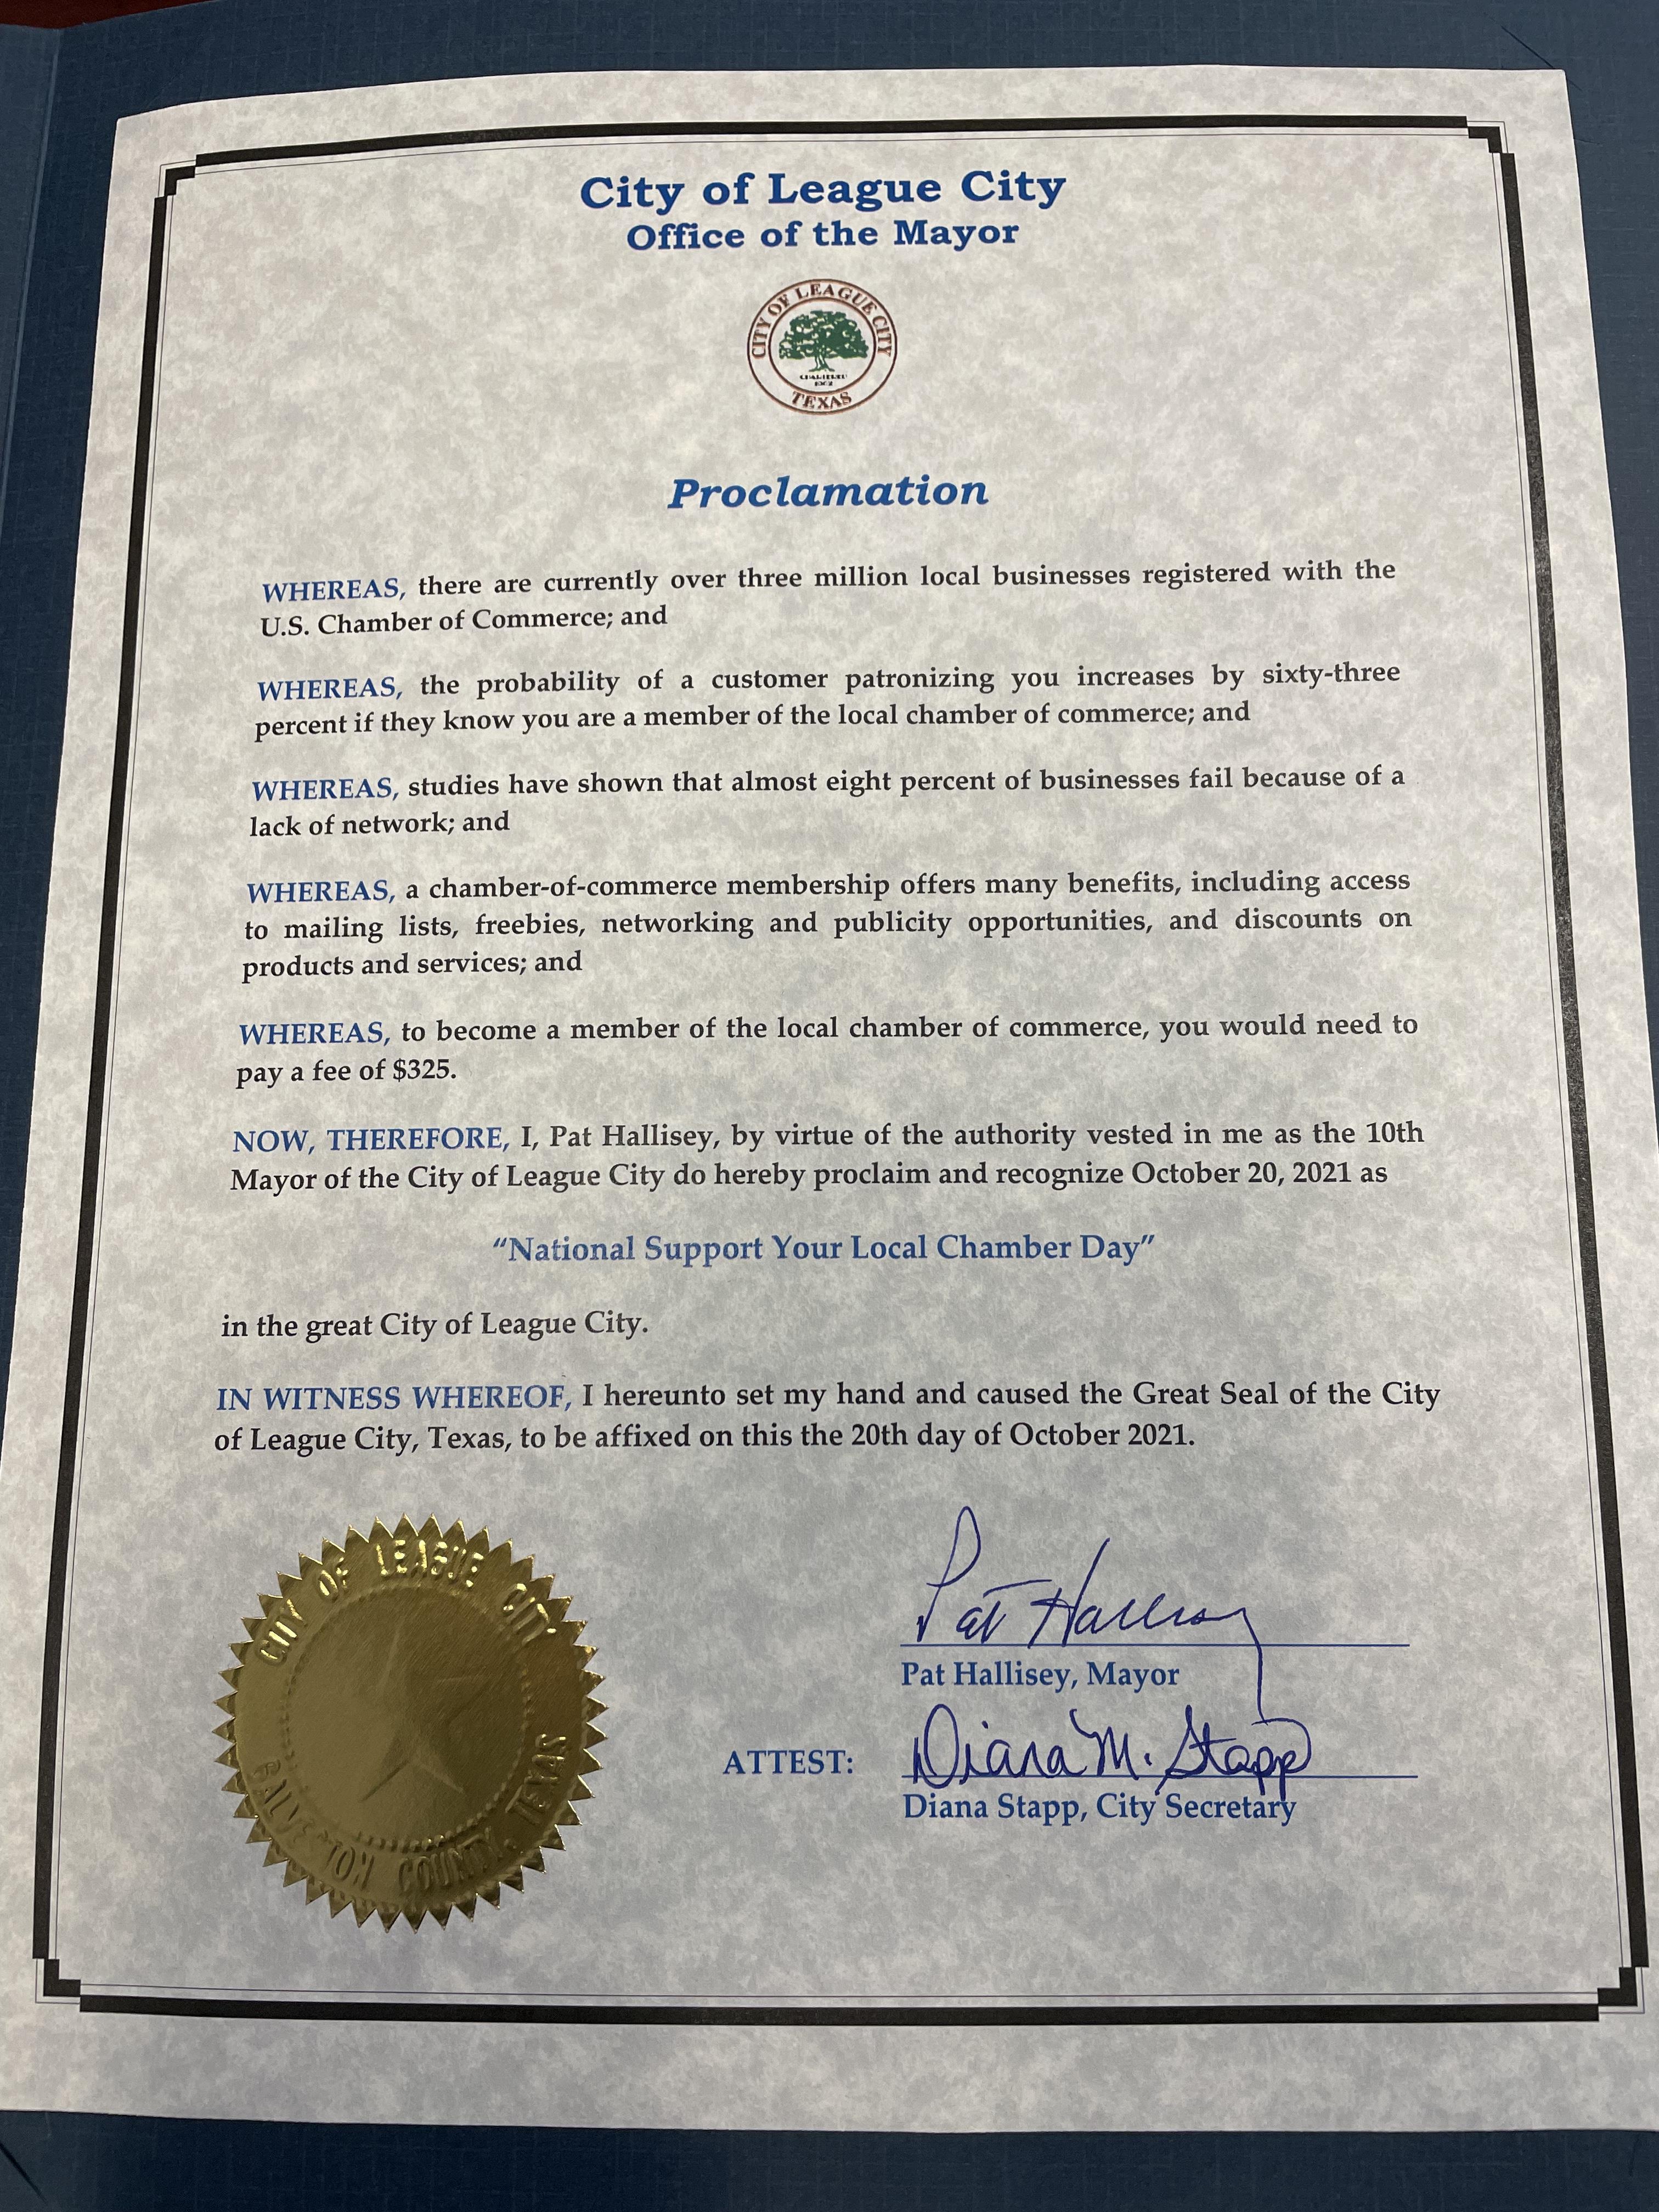 City of League City
Office of the Mayor
CITY OF LEAGUE CITY
CHARTERED
1962
TEXAS
Proclamation
WHEREAS, there are currently over three million local businesses registered with the
U.S. Chamber of Commerce; and
WHEREAS, the probability of a customer patronizing you increases by sixty-three
percent if they know you are a member of the local chamber of commerce; and
WHEREAS, studies have shown that almost eight percent of businesses fail because of a
lack of network; and
WHEREAS, a chamber-of-commerce membership offers many benefits, including access
to mailing lists, freebies, networking and publicity opportunities, and discounts on
products and services; and
WHEREAS, to become a member of the local chamber of commerce, you would need to
pay a fee of $325.
NOW, THEREFORE, I, Pat Hallisey, by virtue of the authority vested in me as the 10th
Mayor of the City of League City do hereby proclaim and recognize October 20, 2021 as
“National Support Your Local Chamber Day”
in the great City of League City.
IN WITNESS WHEREOF, I hereunto set my hand and caused the Great Seal of the City
of League City, Texas, to be affixed on this the 20th day of October 2021.
CITY OF LEAGUE CITY
GALVESTON COUNTY, TEXAS
Pat Hallisey
Pat Hallisey, Mayor
ATTEST: Diana M. Stapp
Diana Stapp, City Secretary